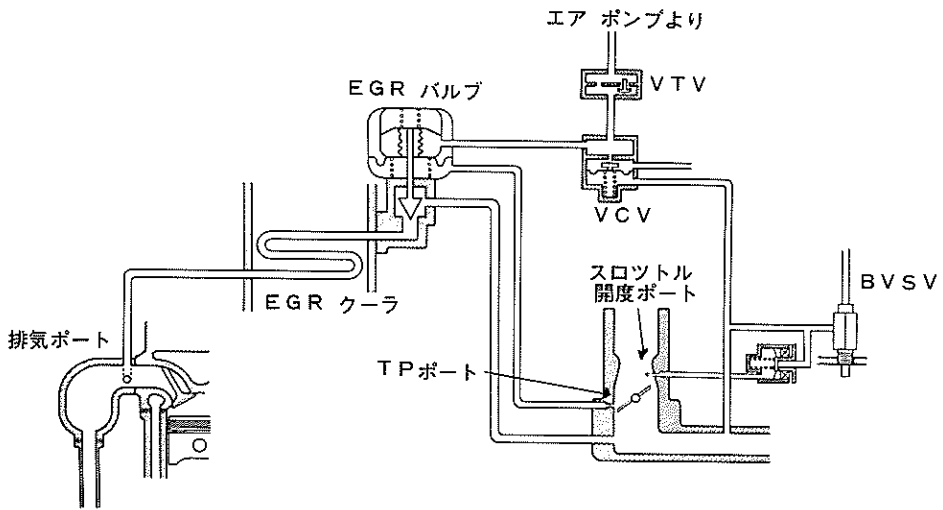 エア ポンプより
VTV
EGR バルブ
VCV
スロツトル
開度ポート
BVSV
EGR クーラ
排気ポート
TPポート